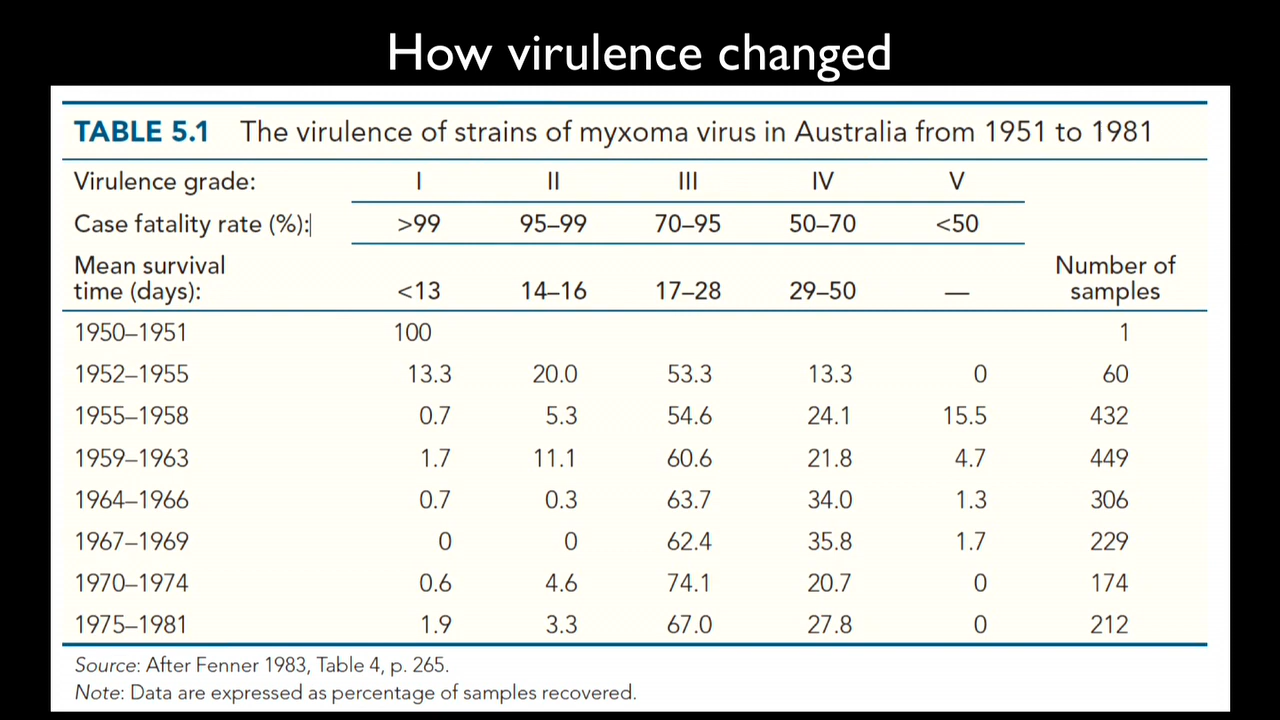 How virulence changed
TABLE 5.1 The virulence of strains of myxoma virus in Australia from 1951 to 1981
Virulence grade: I II III IV V
Case fatality rate (%): >99 95–99 70–95 50–70 <50
Mean survival time (days): <13 14–16 17–28 29–50 — Number of samples
1950–1951 100 1
1952–1955 13.3 20.0 53.3 13.3 0 60
1955–1958 0.7 5.3 54.6 24.1 15.5 432
1959–1963 1.7 11.1 60.6 21.8 4.7 449
1964–1966 0.7 0.3 63.7 34.0 1.3 306
1967–1969 0 0 62.4 35.8 1.7 229
1970–1974 0.6 4.6 74.1 20.7 0 174
1975–1981 1.9 3.3 67.0 27.8 0 212
Source: After Fenner 1983, Table 4, p. 265.
Note: Data are expressed as percentage of samples recovered.